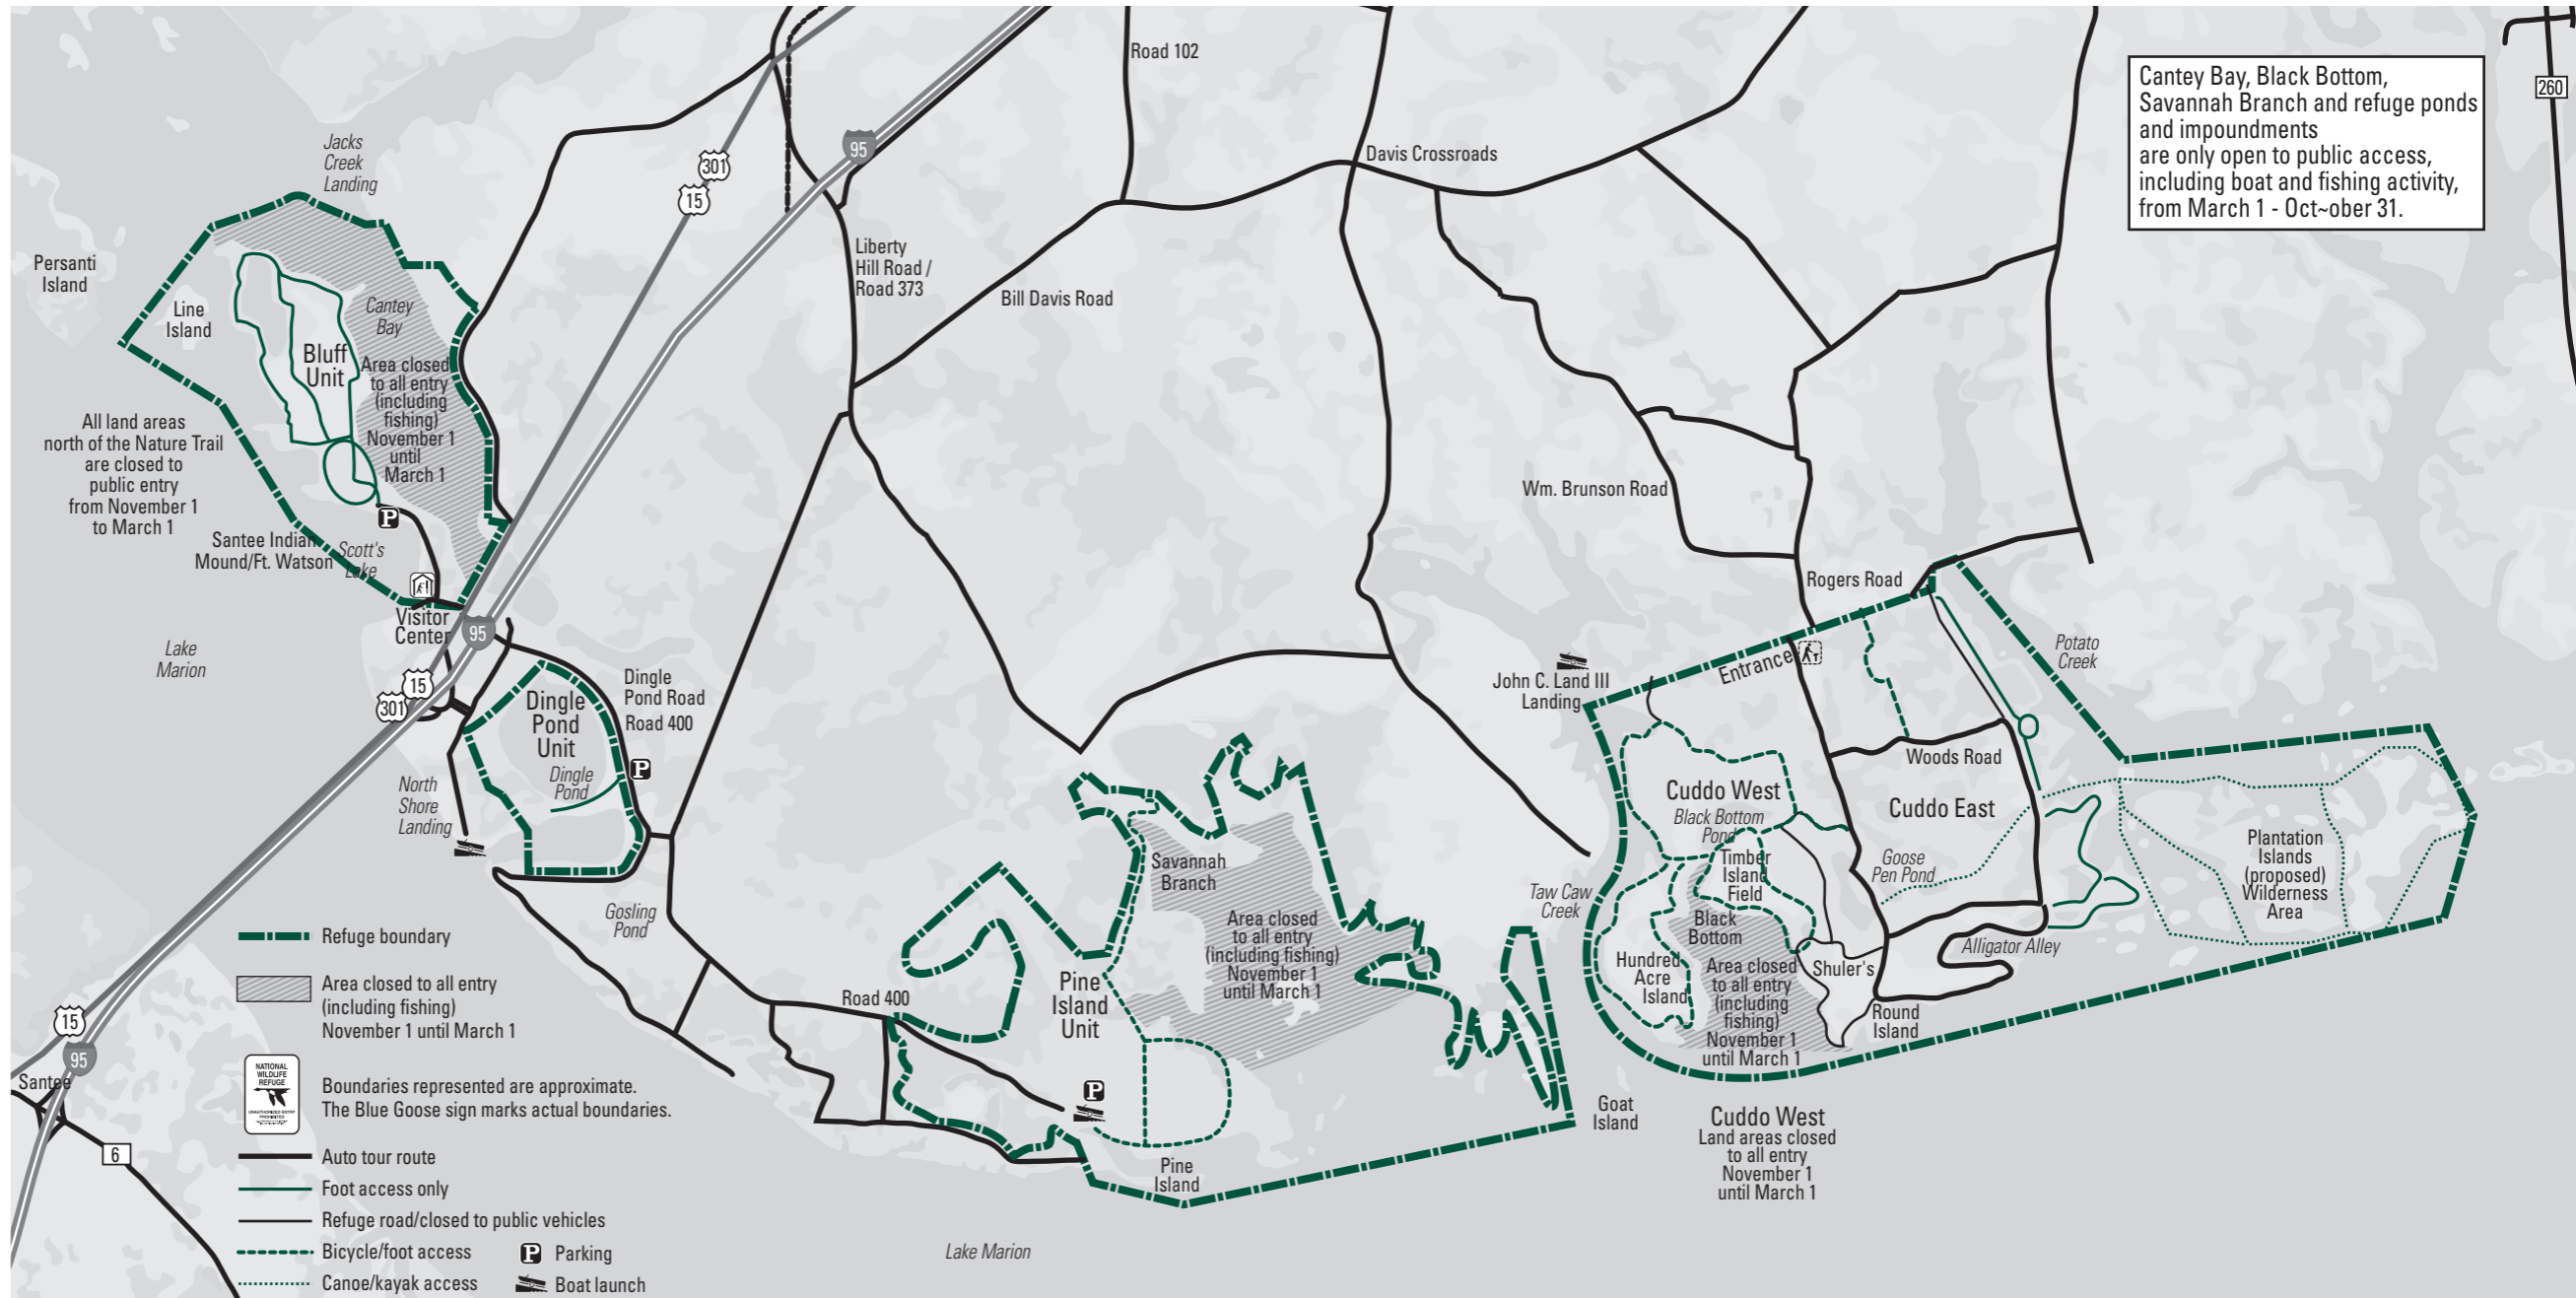 Road 102
Cantey Bay, Black Bottom,
Savannah Branch and refuge ponds
and impoundments
are only open to public access,
including boat and fishing activity,
from March 1 - Oct~ober 31.
260
Jacks
Creek
Landing
301
15
95
Davis Crossroads
Persanti
Island
Line
Island
Cantey
Bay
Liberty
Hill Road /
Road 373
Bill Davis Road
Bluff
Unit
Area closed
to all entry
(including
fishing)
November 1
until
March 1
All land areas
north of the Nature Trail
are closed to
public entry
from November 1
to March 1
P
Santee Indian
Mound/Ft. Watson
Scott's
Lake
Wm. Brunson Road
Rogers Road
Visitor
Center
95
Lake
Marion
15
301
Dingle
Pond Road
Road 400
Dingle
Pond
Unit
Dingle
Pond
P
North
Shore
Landing
John C. Land III
Landing
Entrance
Potato
Creek
Woods Road
Cuddo West
Black Bottom
Pond
Cuddo East
Timber
Island
Field
Goose
Pen Pond
Plantation
Islands
(proposed)
Wilderness
Area
Savannah
Branch
Taw Caw
Creek
Gosling
Pond
Area closed
to all entry
(including fishing)
November 1
until March 1
Black
Bottom
Hundred
Acre
Island
Area closed
to all entry
(including
fishing)
November 1
until March 1
Shuler's
Alligator Alley
Round
Island
Pine
Island
Unit
Road 400
P
Goat
Island
Cuddo West
Land areas closed
to all entry
November 1
until March 1
Pine
Island
Lake Marion
15
95
Santee
6
Refuge boundary
Area closed to all entry
(including fishing)
November 1 until March 1
NATIONAL
WILDLIFE
REFUGE
UNAUTHORIZED ENTRY
PROHIBITED
Boundaries represented are approximate.
The Blue Goose sign marks actual boundaries.
Auto tour route
Foot access only
Refuge road/closed to public vehicles
Bicycle/foot access
P Parking
Canoe/kayak access
Boat launch